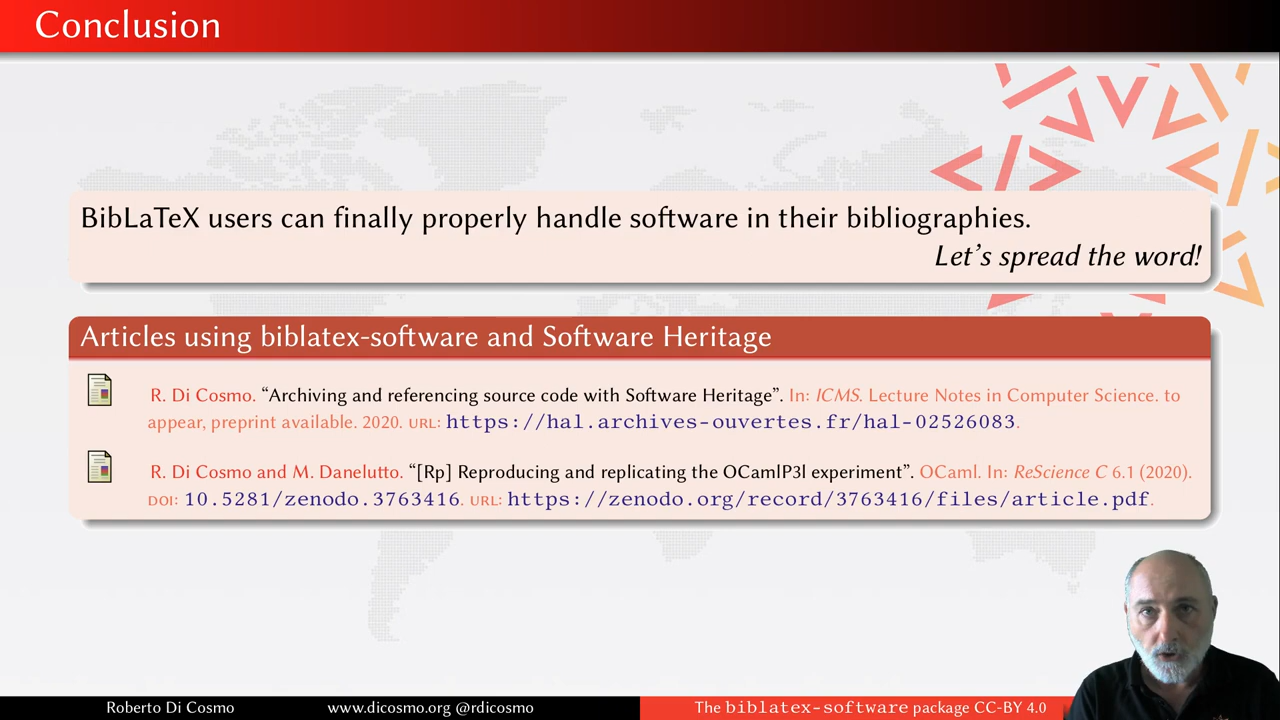 Conclusion
BibLaTeX users can finally properly handle software in their bibliographies.
Let's spread the word!
Articles using biblatex-software and Software Heritage
R. Di Cosmo. “Archiving and referencing source code with Software Heritage”. In: ICMS. Lecture Notes in Computer Science. to
appear, preprint available. 2020. URL: https://hal.archives-ouvertes.fr/hal-02526083.
R. Di Cosmo and M. Danelutto. “[Rp] Reproducing and replicating the OCamlP3l experiment”. OCaml. In: ReScience C 6.1 (2020).
DOI: 10.5281/zenodo.3763416. URL: https://zenodo.org/record/3763416/files/article.pdf.
Roberto Di Cosmo www.dicosmo.org @rdicosmo The biblatex-software package CC-BY 4.0